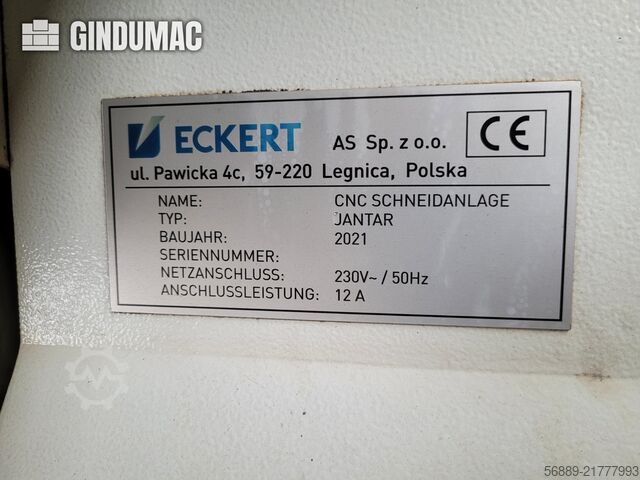 GINDUMAC
ECKERT AS Sp. z o.o. CE
ul. Pawicka 4c, 59-220 Legnica, Polska
NAME: CNC SCHNEIDANLAGE
TYP: JANTAR
BAUJAHR: 2021
SERIENNUMMER:
NETZANSCHLUSS: 230V~ / 50Hz
ANSCHLUSSLEISTUNG: 12 A
56889-21777993